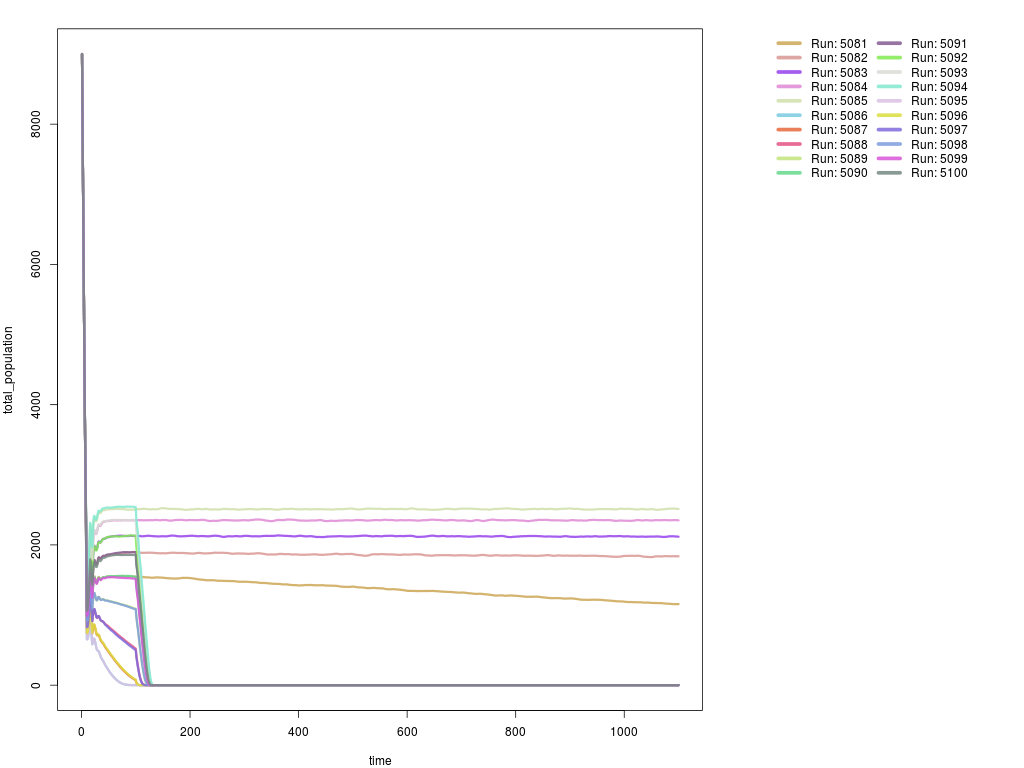 total_population
8000
6000
4000
2000
0
0 200 400 600 800 1000
time
Run: 5081 Run: 5091
Run: 5082 Run: 5092
Run: 5083 Run: 5093
Run: 5084 Run: 5094
Run: 5085 Run: 5095
Run: 5086 Run: 5096
Run: 5087 Run: 5097
Run: 5088 Run: 5098
Run: 5089 Run: 5099
Run: 5090 Run: 5100